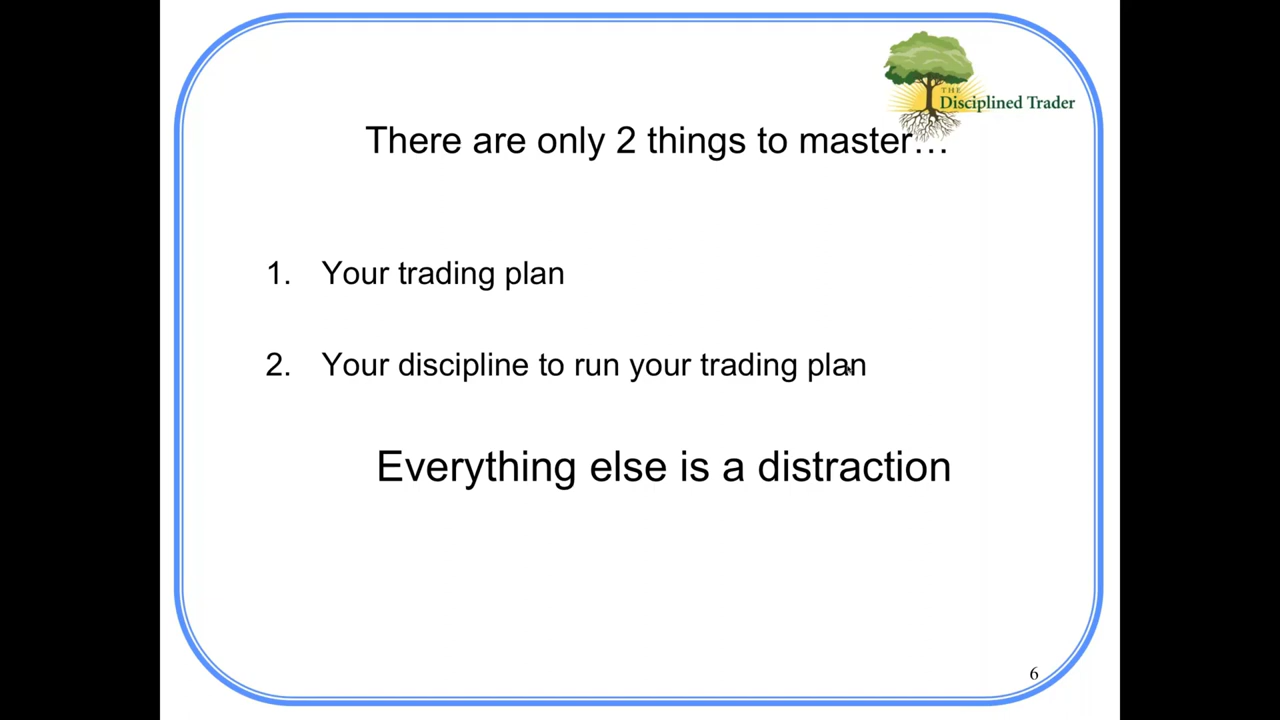 THE
Disciplined Trader
There are only 2 things to master…
1. Your trading plan
2. Your discipline to run your trading plan
Everything else is a distraction
6